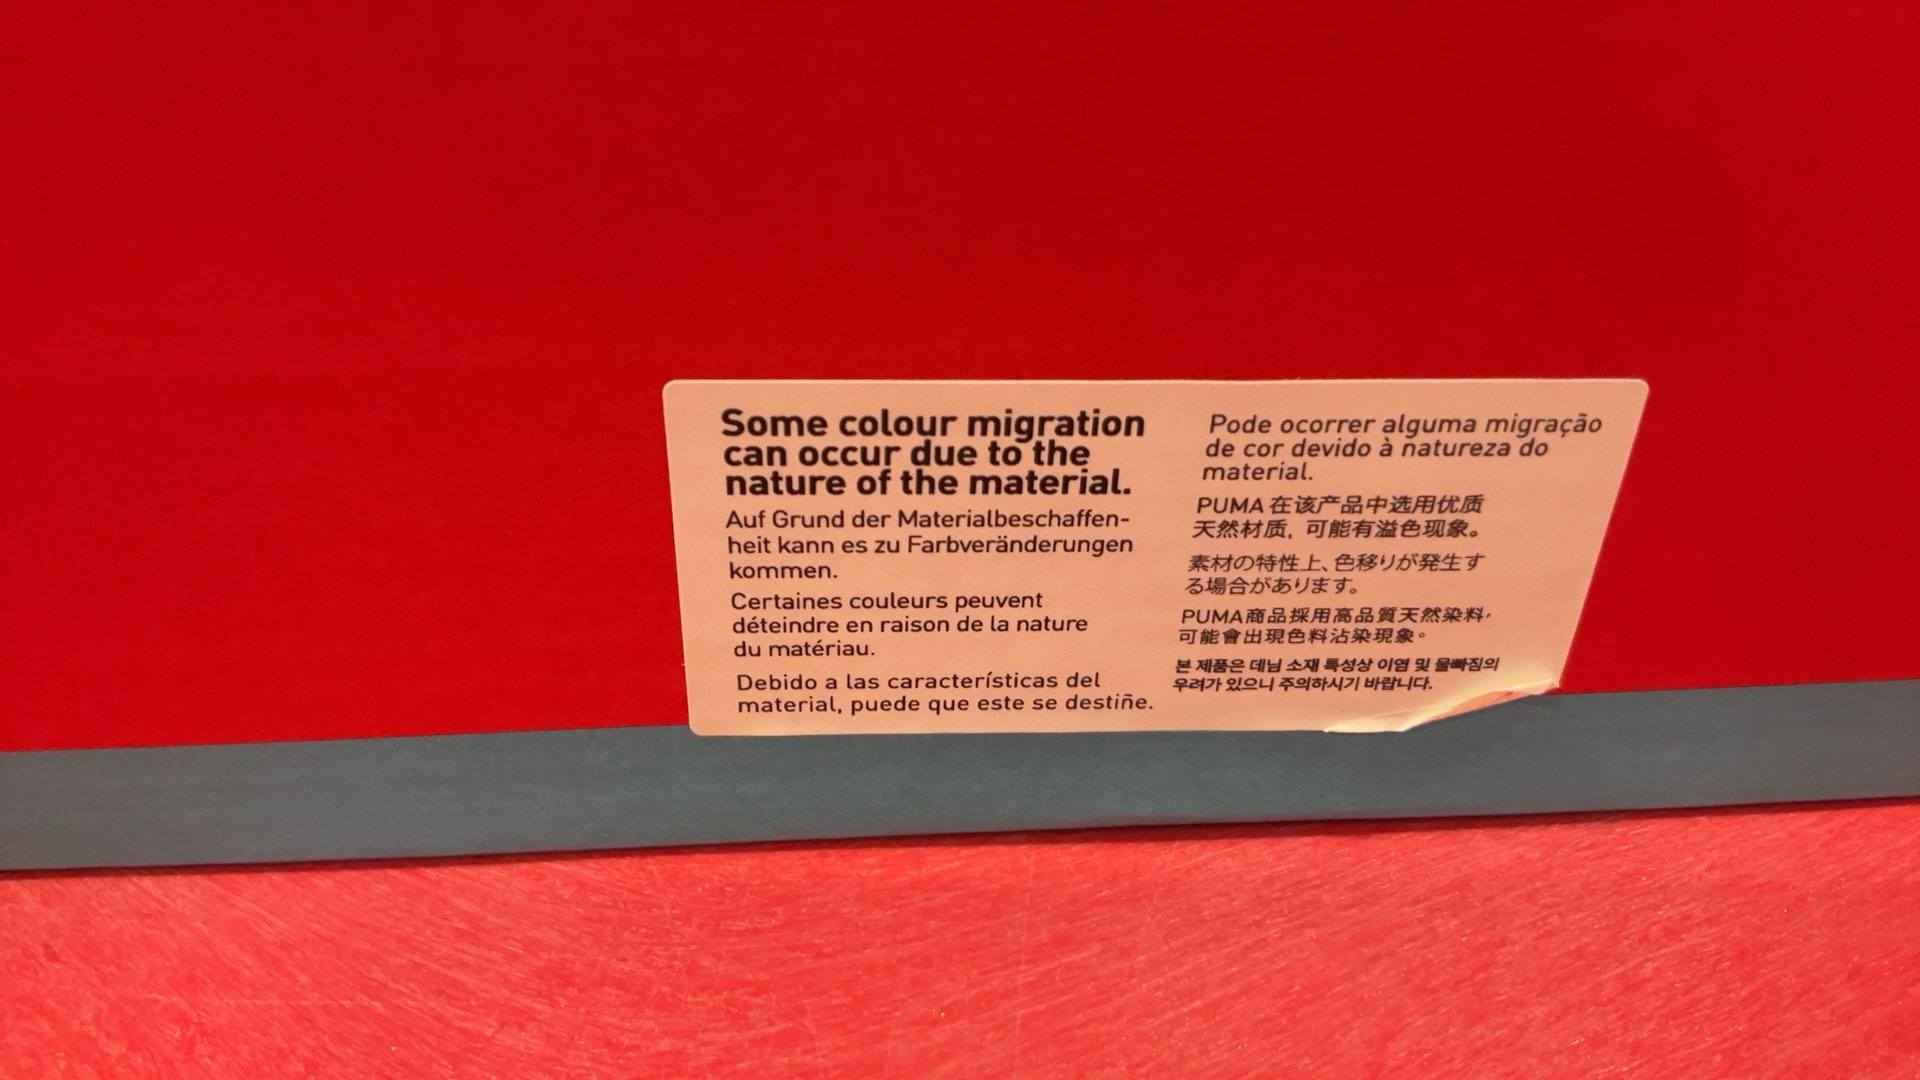 Some colour migration
can occur due to the
nature of the material.
Auf Grund der Materialbeschaffen-
heit kann es zu Farbveränderungen
kommen.
Certaines couleurs peuvent
déteindre en raison de la nature
du matériau.
Debido a las características del
material, puede que este se destiñe.
Pode ocorrer alguma migração
de cor devido à natureza do
material.
PUMA 在该产品中选用优质
天然材质, 可能有溢色现象。
素材の特性上、色移りが発生す
る場合があります。
PUMA商品採用高品質天然染料,
可能會出現色料沾染現象。
본 제품은 데님 소재 특성상 이염 및 물빠짐의
우려가 있으니 주의하시기 바랍니다.